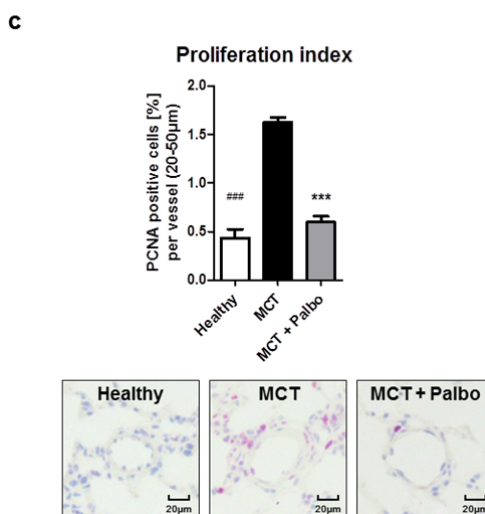 c
Proliferation index
PCNA positive cells [%]
per vessel (20-50µm)
2.0
1.5
1.0
0.5
0.0
###
***
Healthy
MCT
MCT + Palbo
Healthy
MCT
MCT + Palbo
20µm
20µm
20µm